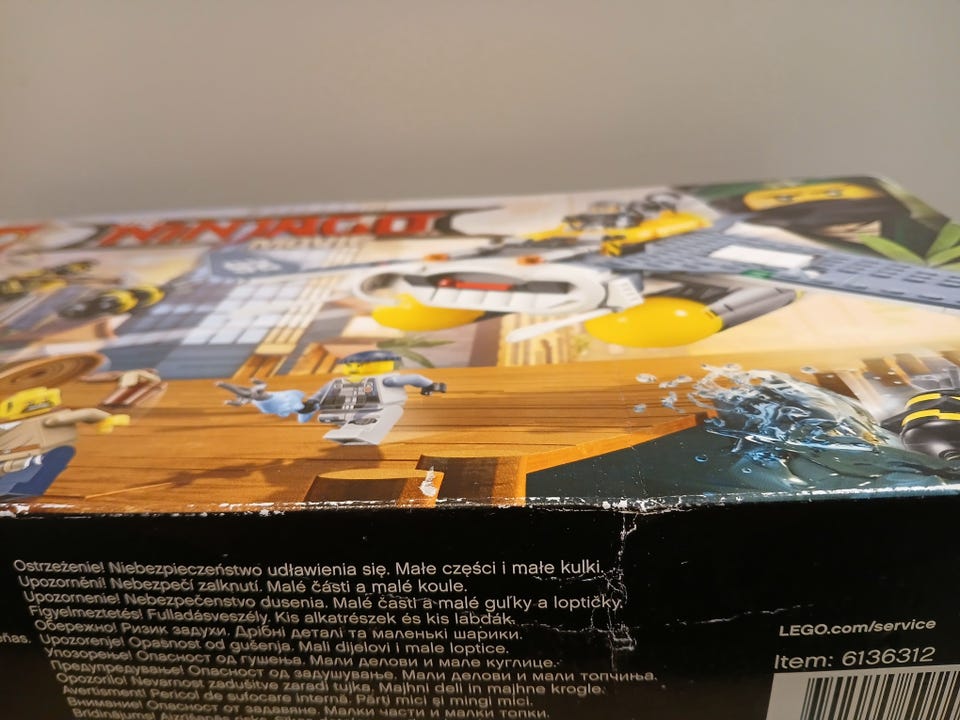 NINJAGO
MOVIE
Ostrzeżenie! Niebezpieczeństwo udławienia się. Małe części i małe kulki.
Upozornění! Nebezpečí zalknutí. Malé části a malé koule.
Upozornenie! Nebezpečenstvo dusenia. Malé časti a malé guľky a loptičky.
Figyelmeztetés! Fulladásveszély. Kis alkatrészek és kis labdák.
Обережно! Ризик задухи. Дрібні деталі та маленькі шарики.
Upozorenje! Opasnost od gušenja. Mali dijelovi i male loptice.
Упозорење! Опасност од гушења. Мали делови и мале куглице.
Предупредување! Опасност од задушување. Мали делови и мали топчиња.
Opozorilo! Nevarnost zadušitve zaradi tujka. Majhni deli in majhne krogle.
Avertisment! Pericol de sufocare internă. Părți mici și mingi mici.
Внимание! Опасност от задавяне. Малки части и малки топки.
Brīdinājums!
LEGO.com/service
Item: 6136312